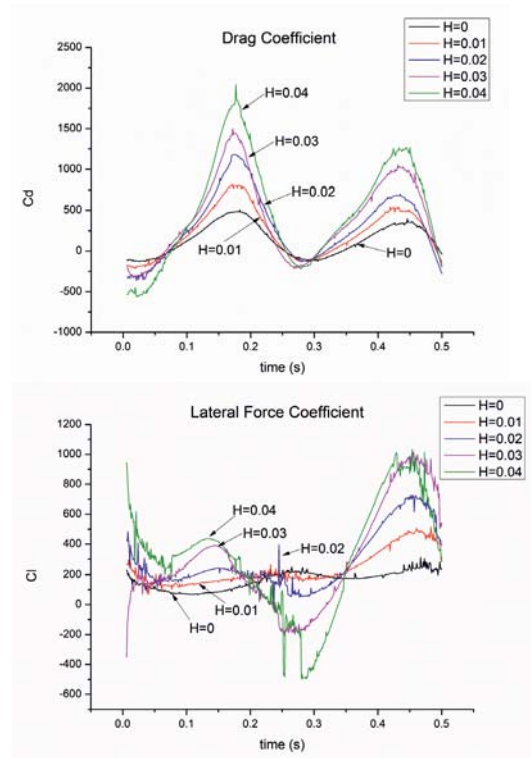 Drag Coefficient
H=0
H=0.01
H=0.02
H=0.03
H=0.04
2500
2000
1500
1000
500
0
-500
-1000
Cd
H=0.04
H=0.03
H=0.02
H=0.01
H=0
0.0 0.1 0.2 0.3 0.4 0.5
time (s)
Lateral Force Coefficient
H=0
H=0.01
H=0.02
H=0.03
H=0.04
1200
1000
800
600
400
200
0
-200
-400
-600
Cl
H=0.04
H=0.03
H=0.02
H=0.01
H=0
0.0 0.1 0.2 0.3 0.4 0.5
time (s)